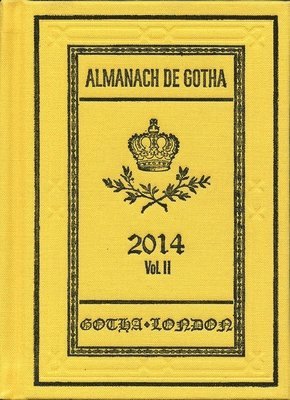 ALMANACH DE GOTHA
2014
Vol. II
GOTHA • LONDON